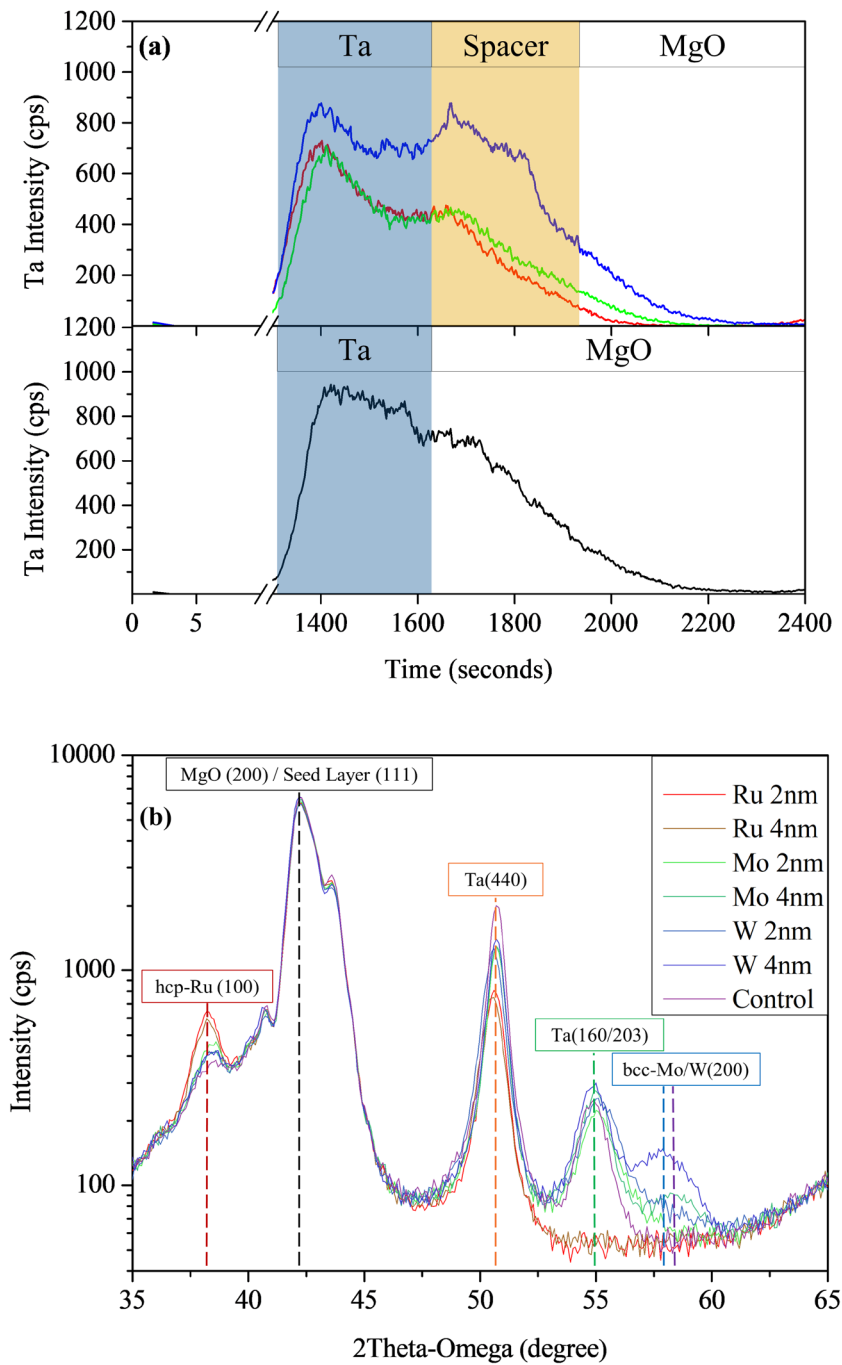 1200
1000
800
600
400
200
Ta Intensity (cps)
(a)
Ta
Spacer
MgO
1200
1000
800
600
400
200
Ta Intensity (cps)
Ta
MgO
0
5
1400
1600
1800
2000
2200
2400
Time (seconds)
10000
1000
100
Intensity (cps)
MgO (200) / Seed Layer (111)
(b)
Ru 2nm
Ru 4nm
Mo 2nm
Mo 4nm
W 2nm
W 4nm
Control
Ta(440)
hcp-Ru (100)
Ta(160/203)
bcc-Mo/W(200)
35
40
45
50
55
60
65
2Theta-Omega (degree)